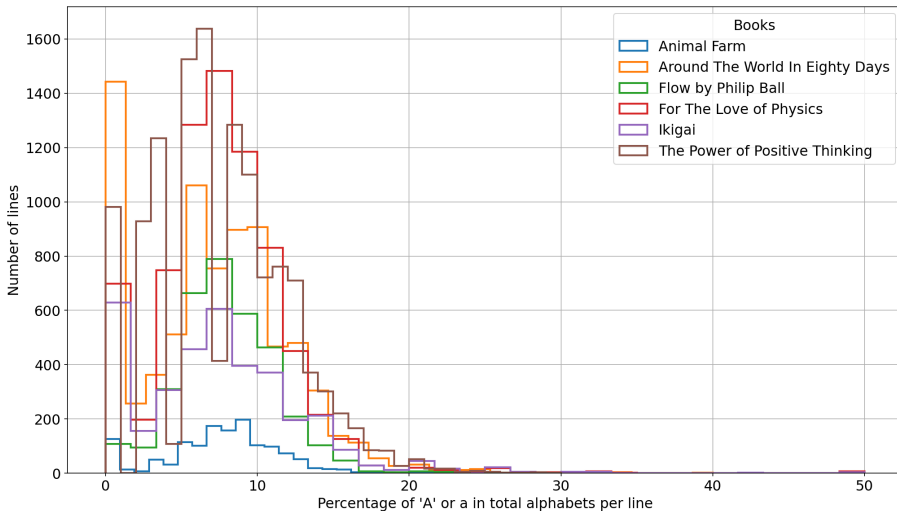 Books
Animal Farm
Around The World In Eighty Days
Flow by Philip Ball
For The Love of Physics
Ikigai
The Power of Positive Thinking
Number of lines
1600
1400
1200
1000
800
600
400
200
0
0 10 20 30 40 50
Percentage of 'A' or a in total alphabets per line